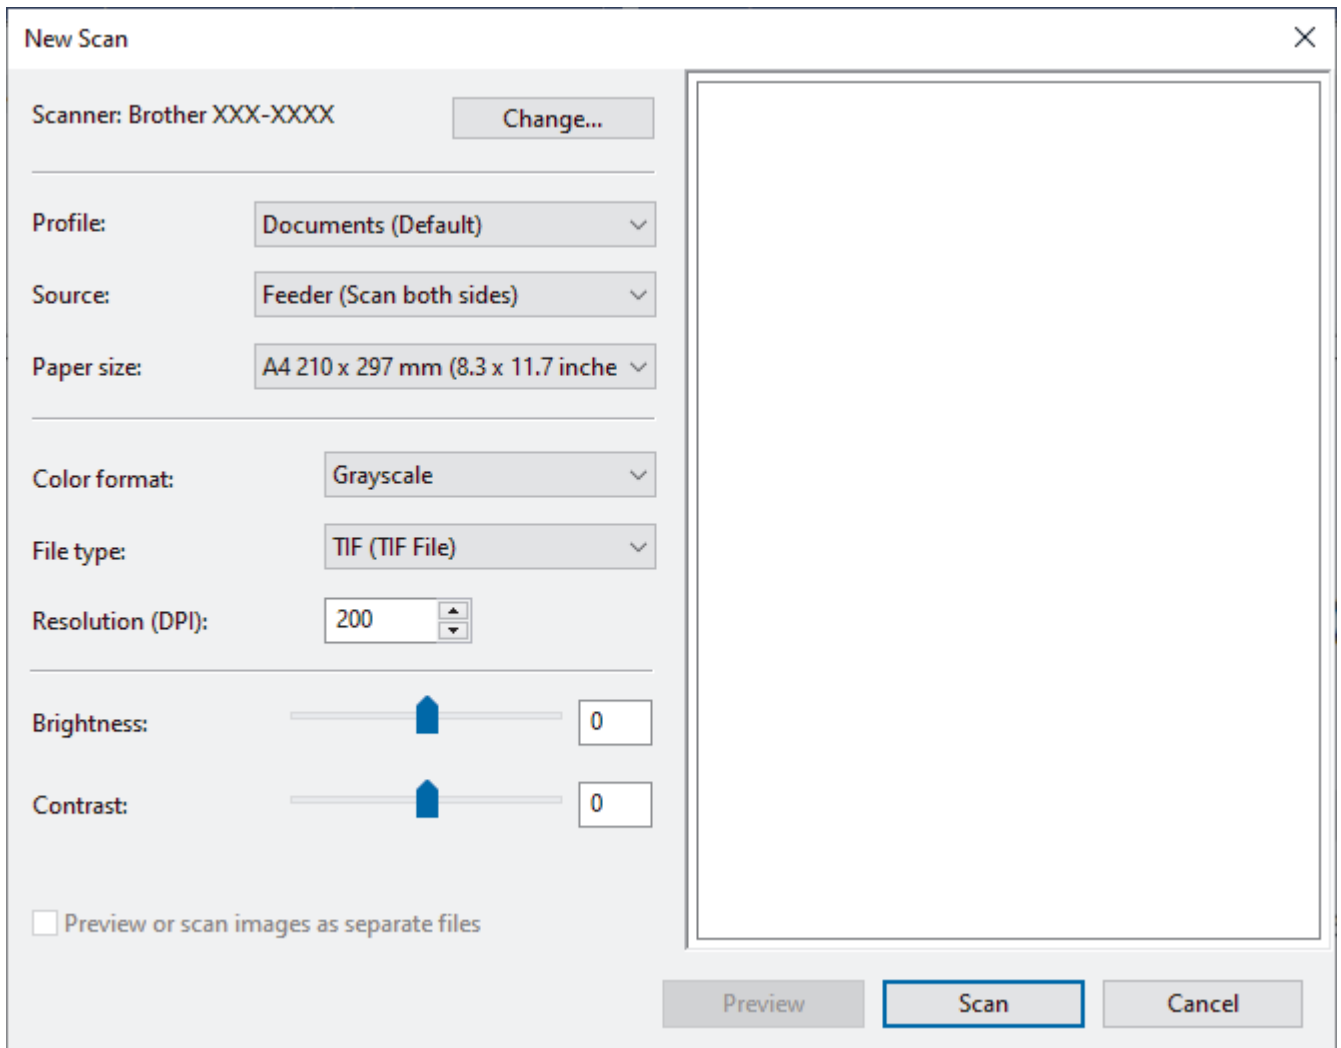 New Scan
Scanner: Brother XXX-XXXX
Change...
Profile:
Documents (Default)
Source:
Feeder (Scan both sides)
Paper size:
A4 210 x 297 mm (8.3 x 11.7 inche
Color format:
Grayscale
File type:
TIF (TIF File)
Resolution (DPI):
200
Brightness:
0
Contrast:
0
Preview or scan images as separate files
Preview
Scan
Cancel